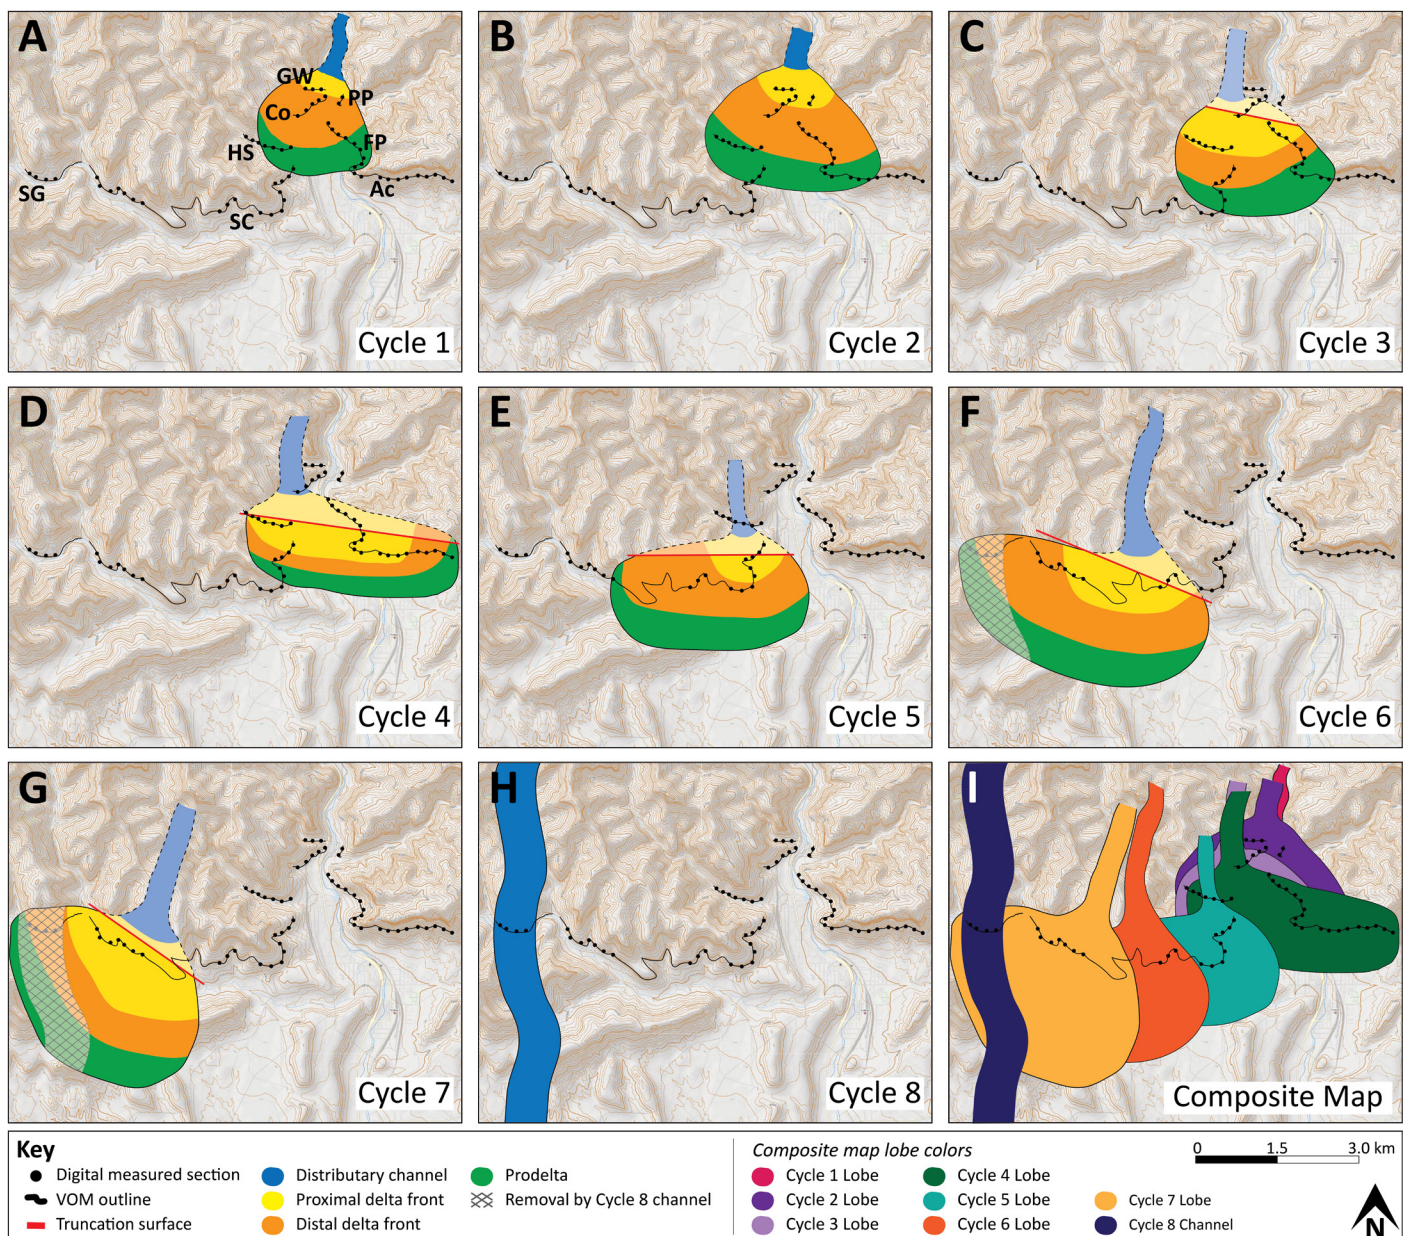 A
GW
PP
Co
FP
HS
SG
Ac
SC
Cycle 1
B
Cycle 2
C
Cycle 3
D
Cycle 4
E
Cycle 5
F
Cycle 6
G
Cycle 7
H
Cycle 8
I
Composite Map
Key
Digital measured section
VOM outline
Truncation surface
Distributary channel
Proximal delta front
Distal delta front
Prodelta
Removal by Cycle 8 channel
Composite map lobe colors
Cycle 1 Lobe
Cycle 2 Lobe
Cycle 3 Lobe
Cycle 4 Lobe
Cycle 5 Lobe
Cycle 6 Lobe
Cycle 7 Lobe
Cycle 8 Channel
0 1.5 3.0 km
N